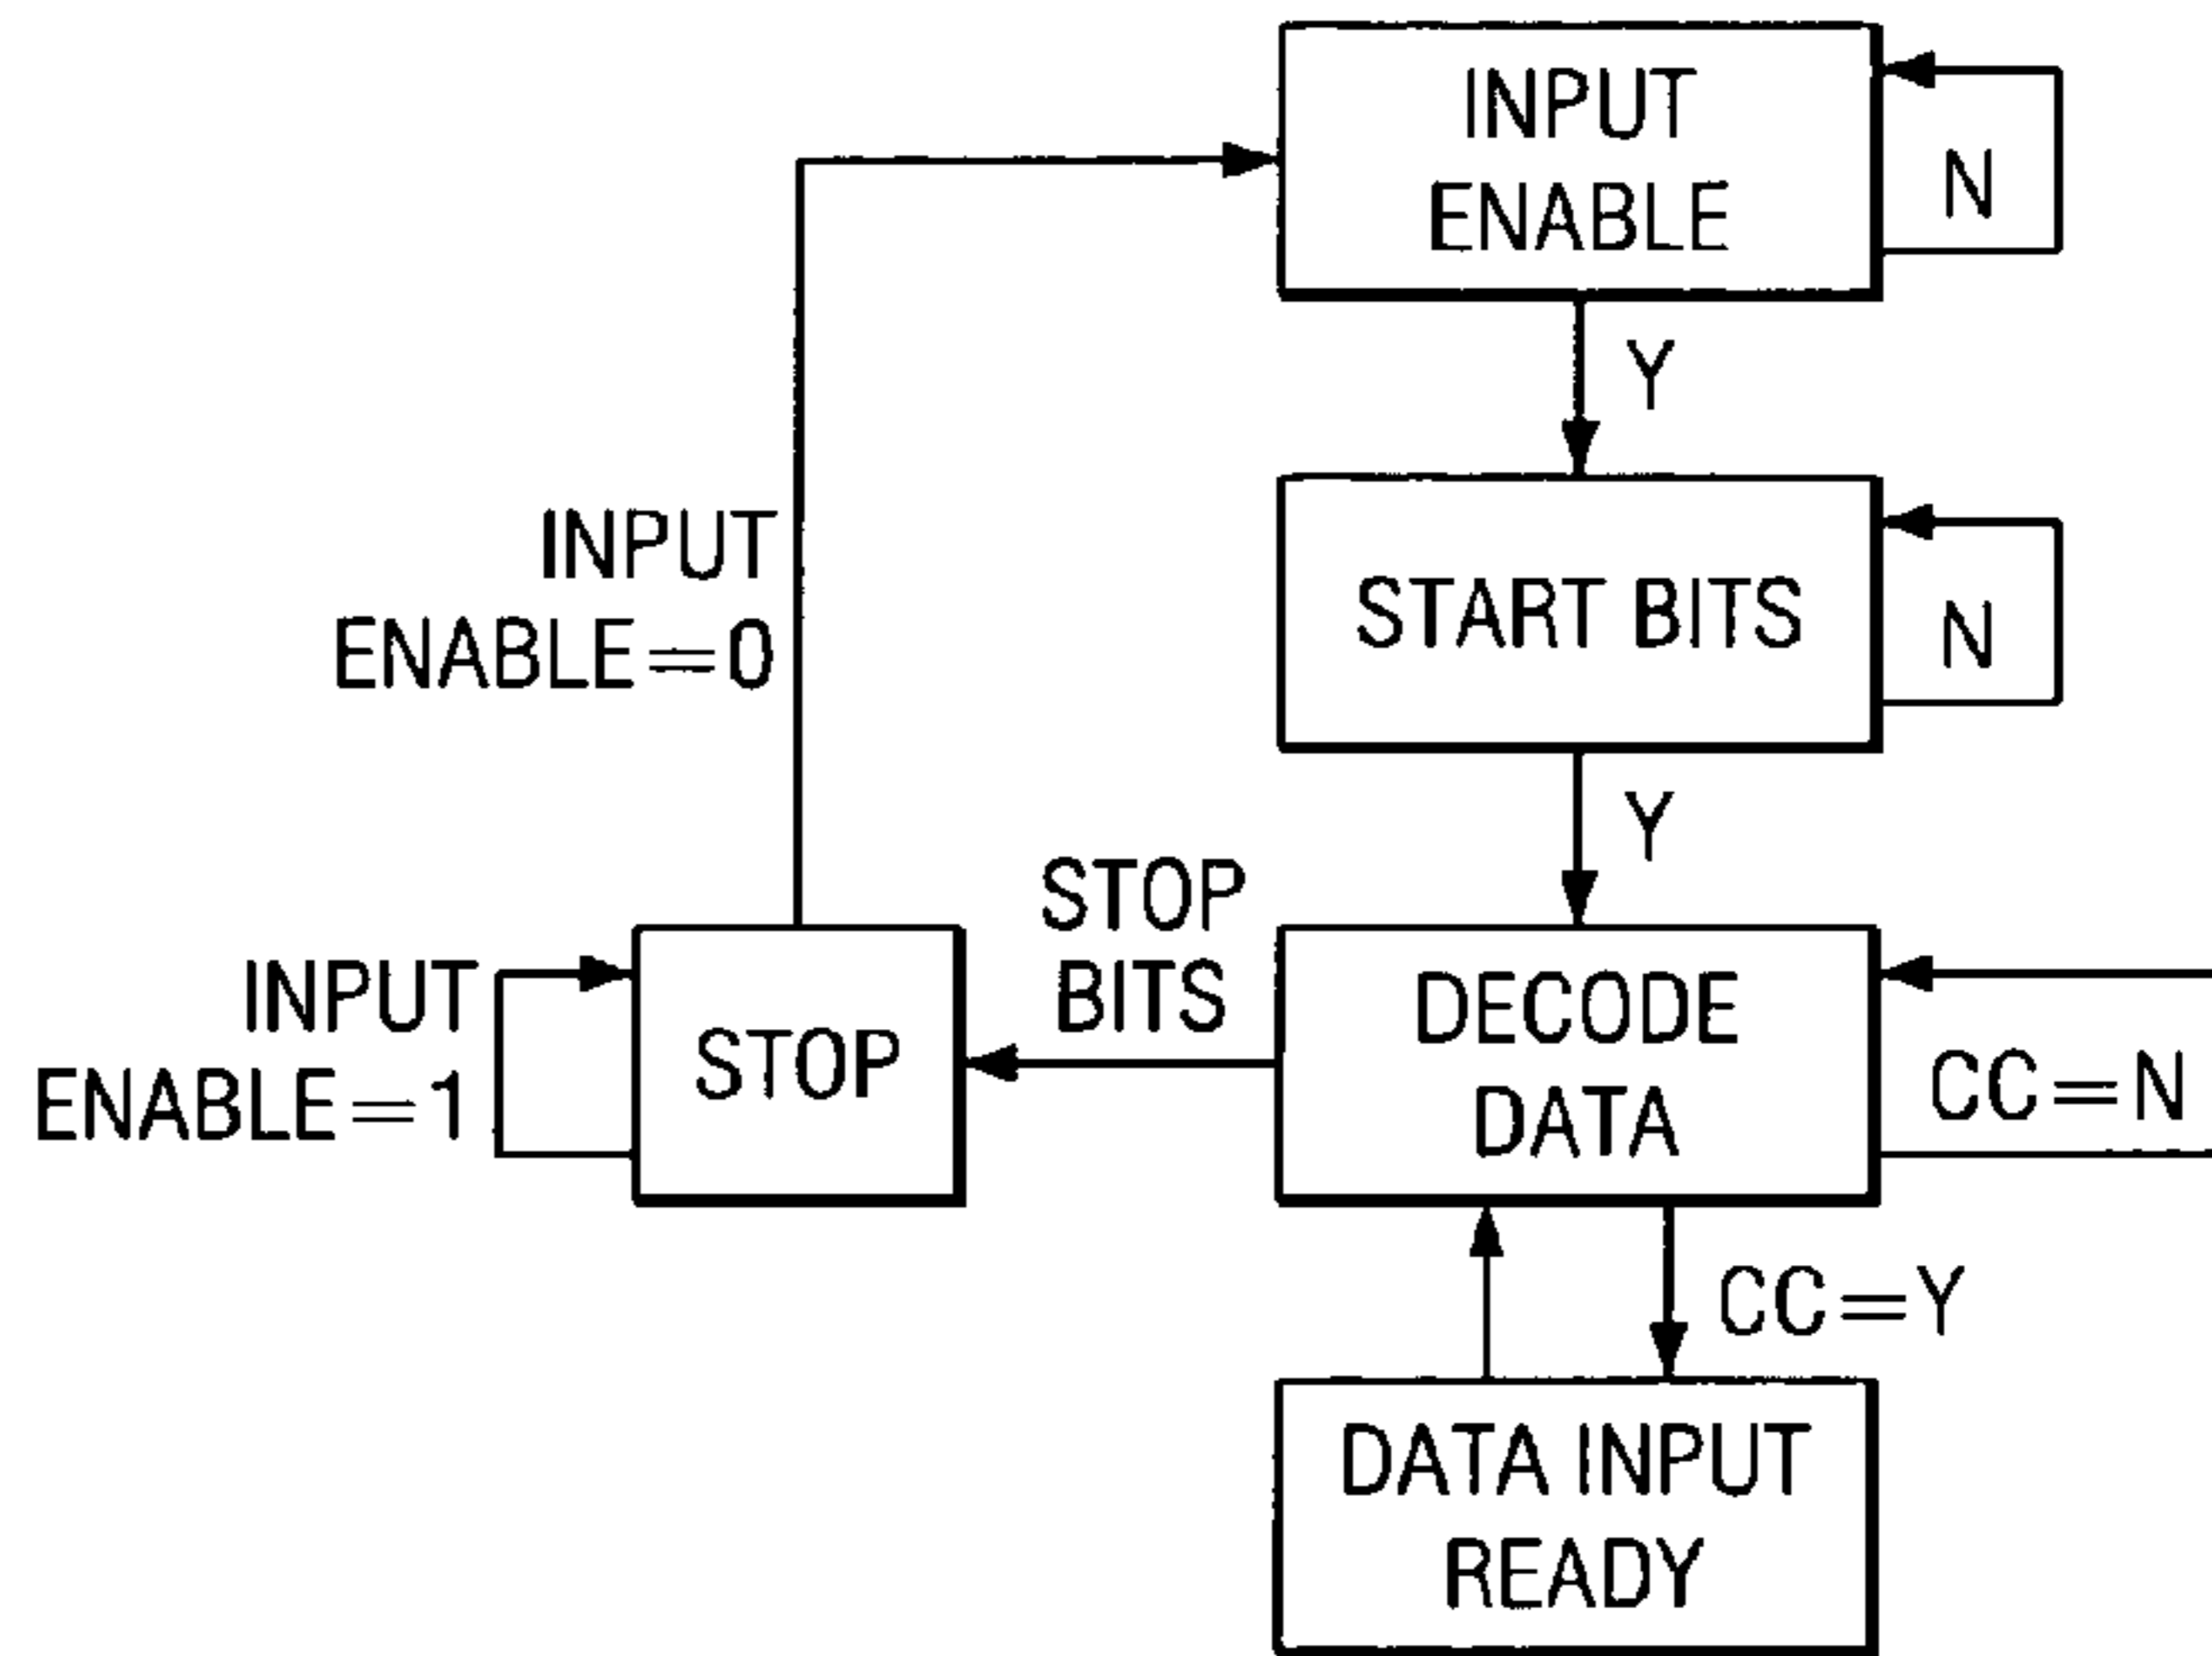 INPUT
ENABLE
N
Y
INPUT
ENABLE=0
START BITS
N
Y
STOP
BITS
INPUT
ENABLE=1
STOP
DECODE
DATA
CC=N
CC=Y
DATA INPUT
READY